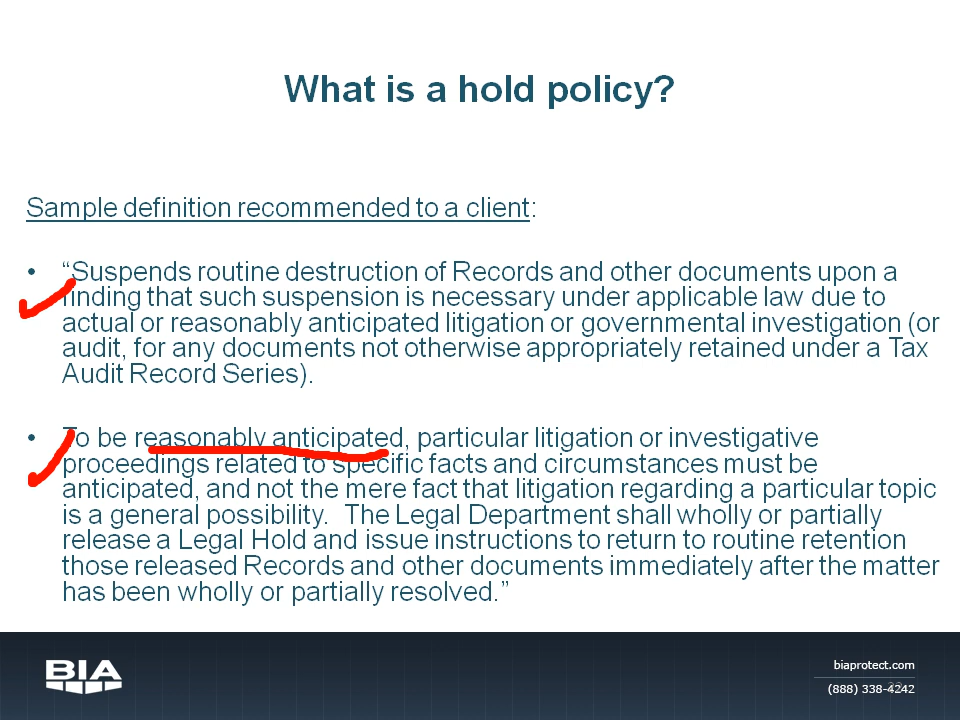 What is a hold policy?
Sample definition recommended to a client:
• “Suspends routine destruction of Records and other documents upon a
finding that such suspension is necessary under applicable law due to
actual or reasonably anticipated litigation or governmental investigation (or
audit, for any documents not otherwise appropriately retained under a Tax
Audit Record Series).
• To be reasonably anticipated, particular litigation or investigative
proceedings related to specific facts and circumstances must be
anticipated, and not the mere fact that litigation regarding a particular topic
is a general possibility.  The Legal Department shall wholly or partially
release a Legal Hold and issue instructions to return to routine retention
those released Records and other documents immediately after the matter
has been wholly or partially resolved.”
BIA
biaprotect.com
(888) 338-4242